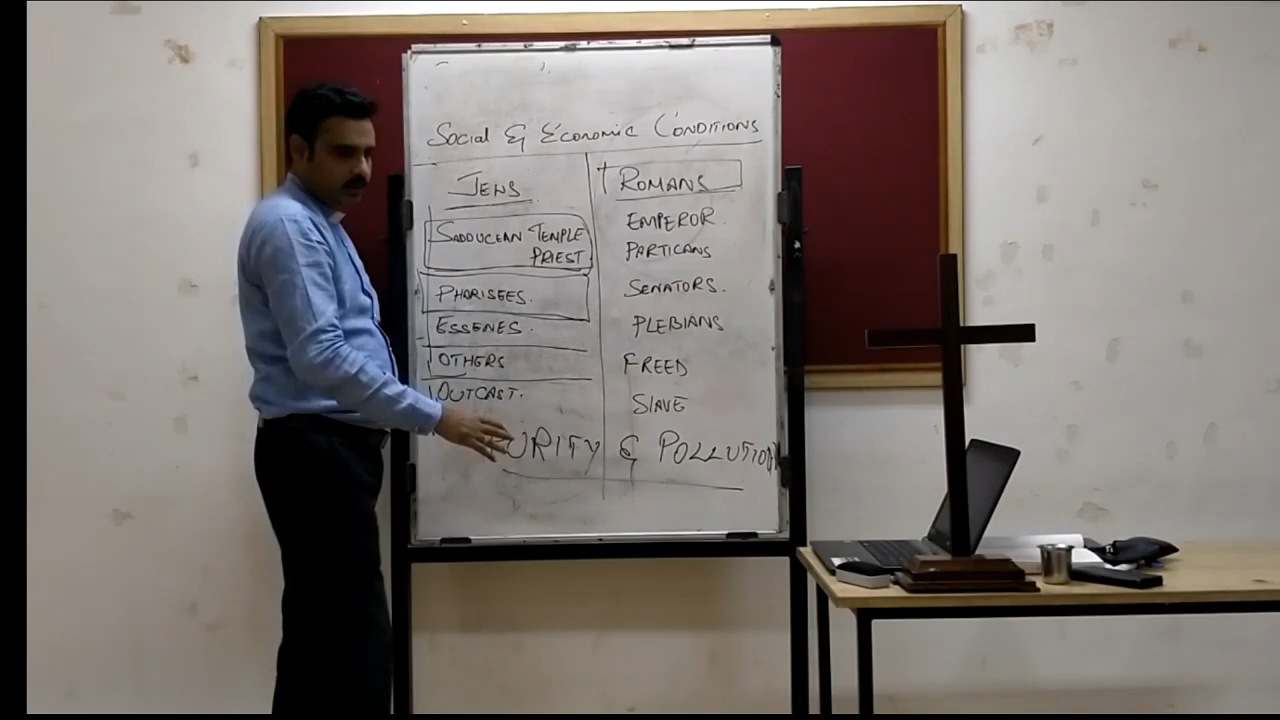 Social & Economic Conditions
Jews
Sadducean Temple
Priest
Pharisees.
Essenes.
Others
Outcast.
Romans
Emperor.
Particans
Senators.
Plebians
Freed
Slave
Purity & Pollution